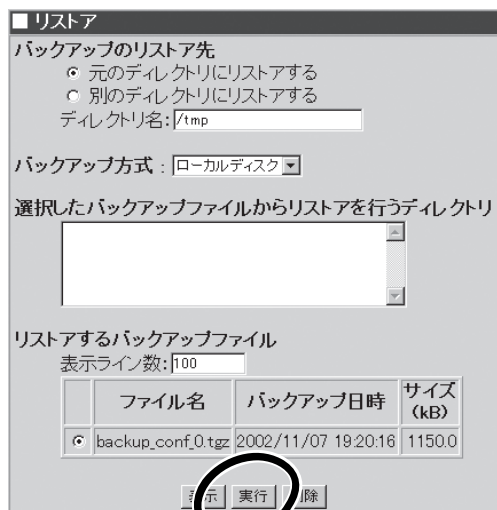 ■ リストア
バックアップのリストア先
元のディレクトリにリストアする
別のディレクトリにリストアする
ディレクトリ名:/tmp
バックアップ方式 : ローカルディスク
選択したバックアップファイルからリストアを行うディレクトリ
リストアするバックアップファイル
表示ライン数:100
ファイル名 バックアップ日時 サイズ(kB)
backup_conf_0.tgz 2002/11/07 19:20:16 1150.0
表示 実行 削除